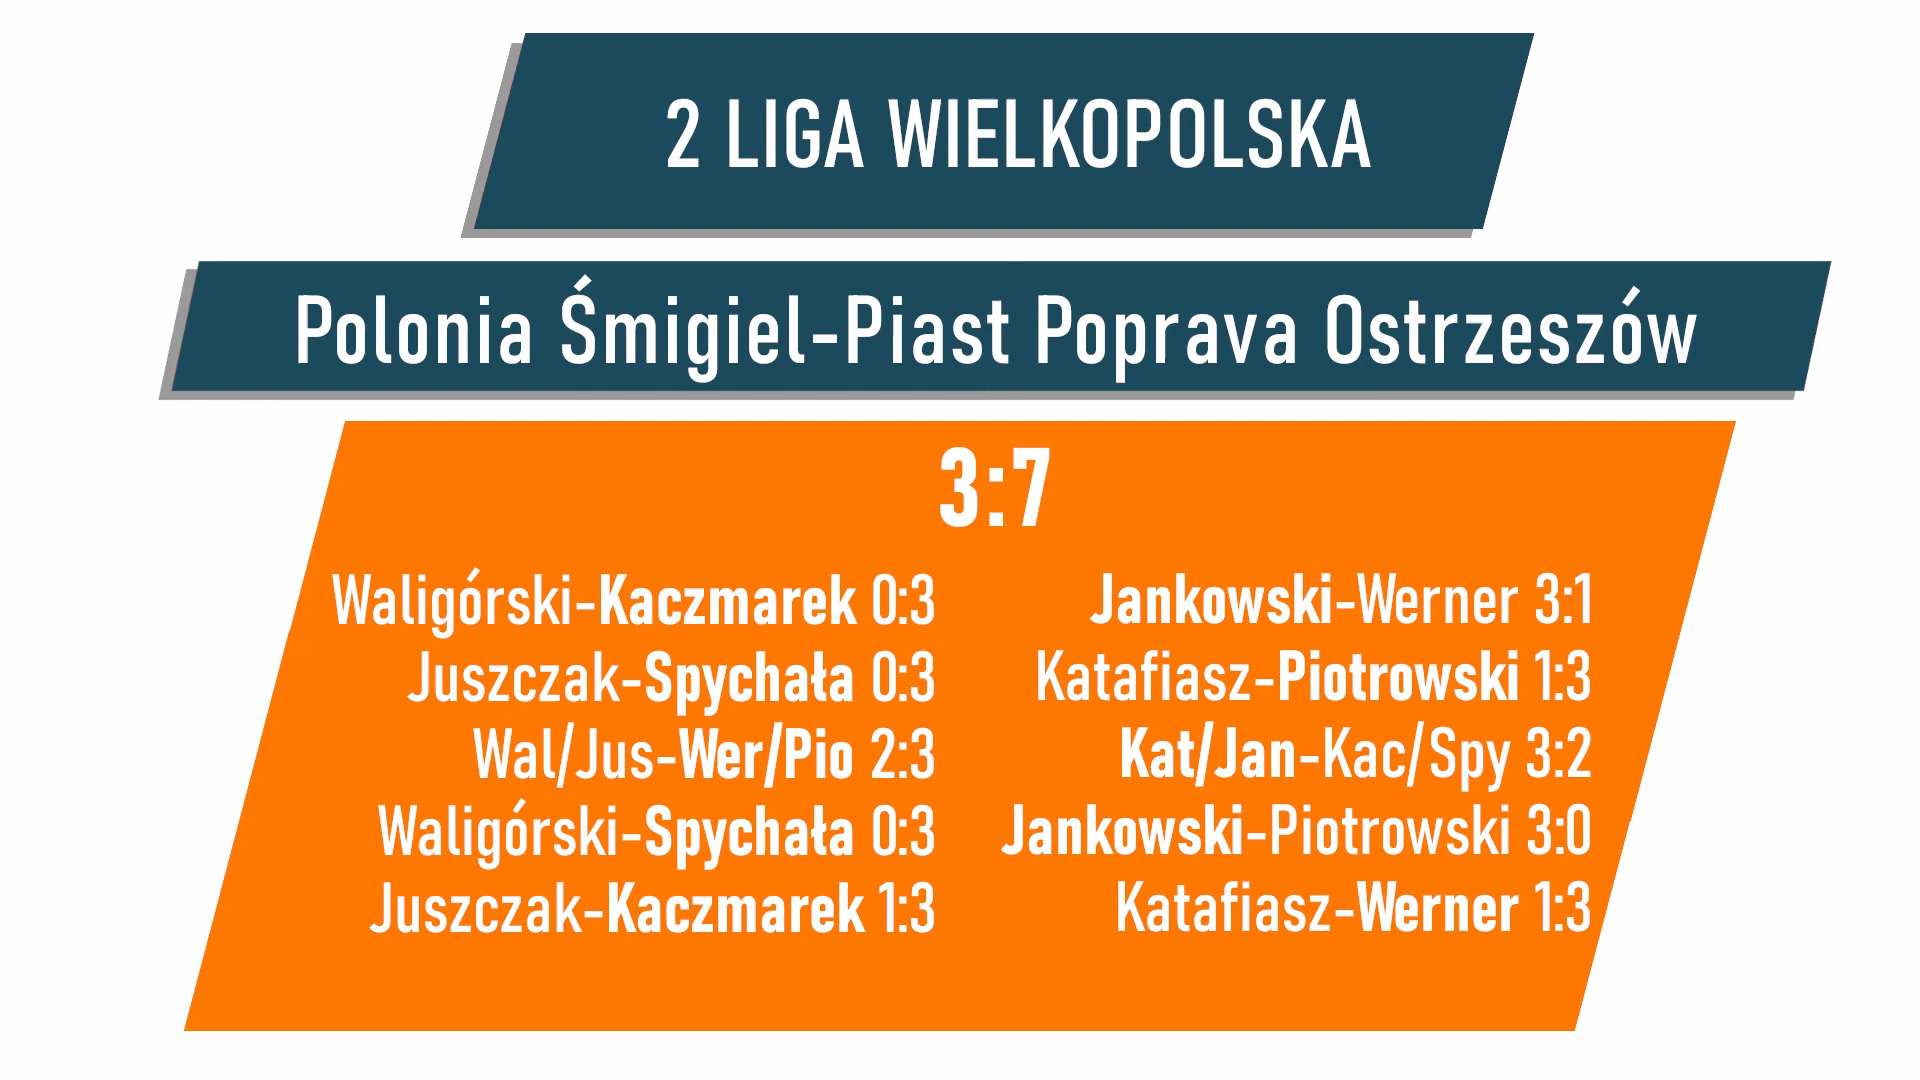 2 LIGA WIELKOPOLSKA
Polonia Śmigiel-Piast Poprava Ostrzeszów
3:7
Waligórski-Kaczmarek 0:3
Juszczak-Spychała 0:3
Wal/Jus-Wer/Pio 2:3
Waligórski-Spychała 0:3
Juszczak-Kaczmarek 1:3
Jankowski-Werner 3:1
Katafiasz-Piotrowski 1:3
Kat/Jan-Kac/Spy 3:2
Jankowski-Piotrowski 3:0
Katafiasz-Werner 1:3